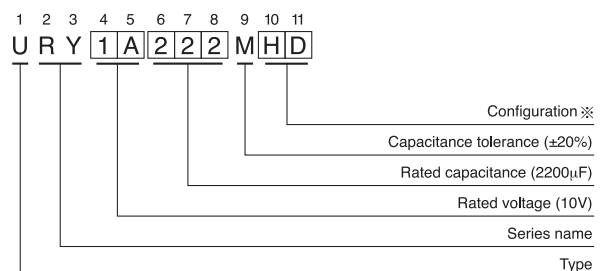 1 2 3 4 5 6 7 8 9 10 11
U R Y 1 A 2 2 2 M H D
Configuration ※
Capacitance tolerance (±20%)
Rated capacitance (2200µF)
Rated voltage (10V)
Series name
Type